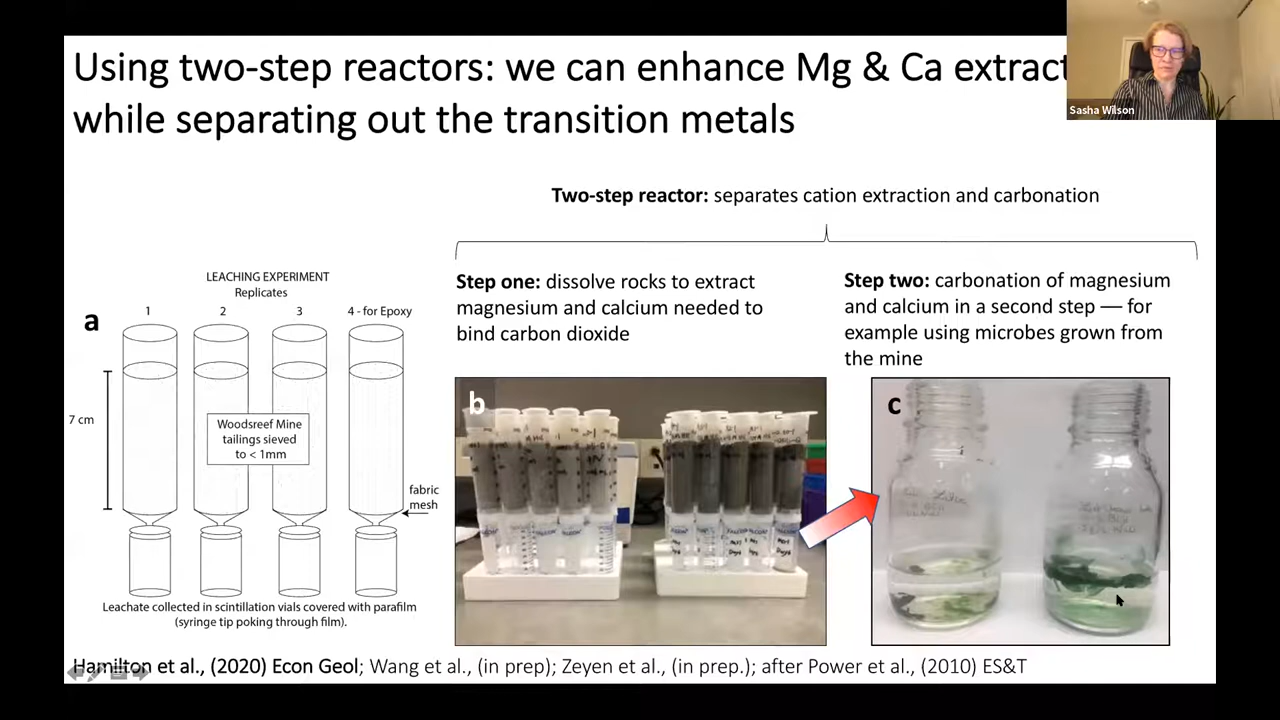 Using two-step reactors: we can enhance Mg & Ca extract
while separating out the transition metals
Sasha Wilson
Two-step reactor: separates cation extraction and carbonation
Step one: dissolve rocks to extract
magnesium and calcium needed to
bind carbon dioxide
Step two: carbonation of magnesium
and calcium in a second step — for
example using microbes grown from
the mine
LEACHING EXPERIMENT
Replicates
a
1 2 3 4 - for Epoxy
7 cm
Woodsreef Mine
tailings sieved
to < 1mm
fabric
mesh
Leachate collected in scintillation vials covered with parafilm
(syringe tip poking through film).
b
c
Hamilton et al., (2020) Econ Geol; Wang et al., (in prep); Zeyen et al., (in prep.); after Power et al., (2010) ES&T